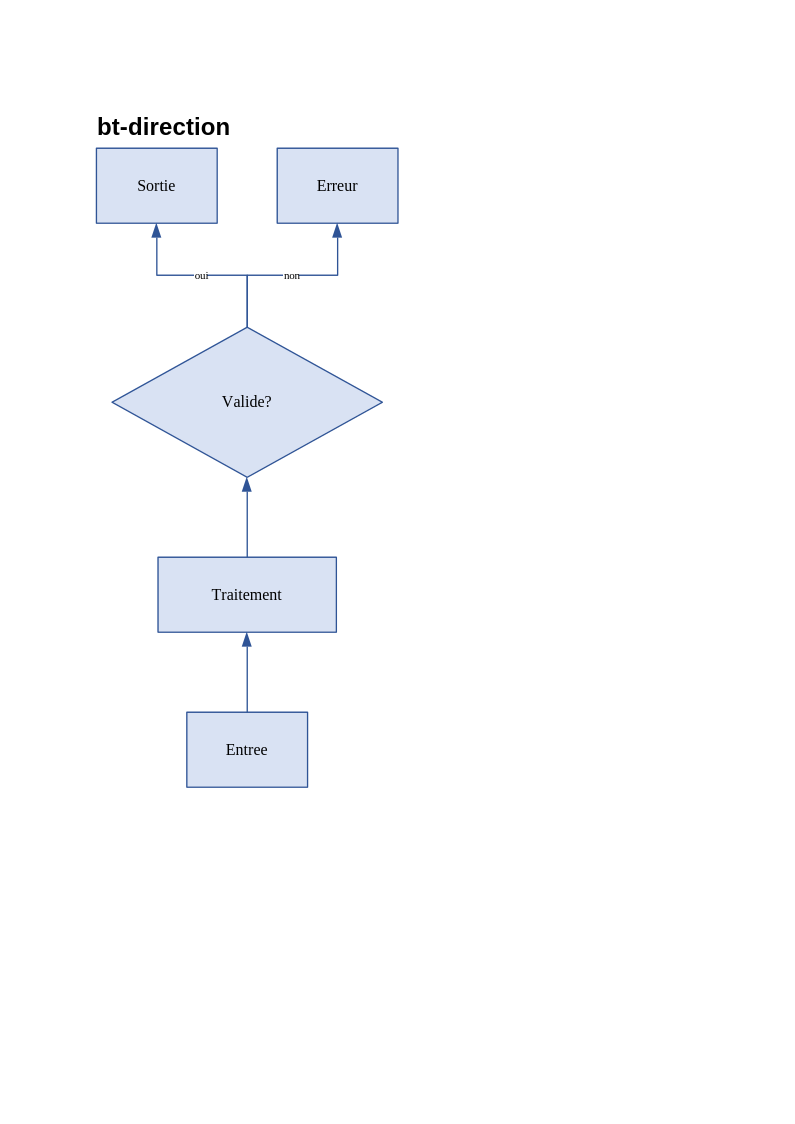 bt-direction
Sortie
Erreur
oui
non
Valide?
Traitement
Entree